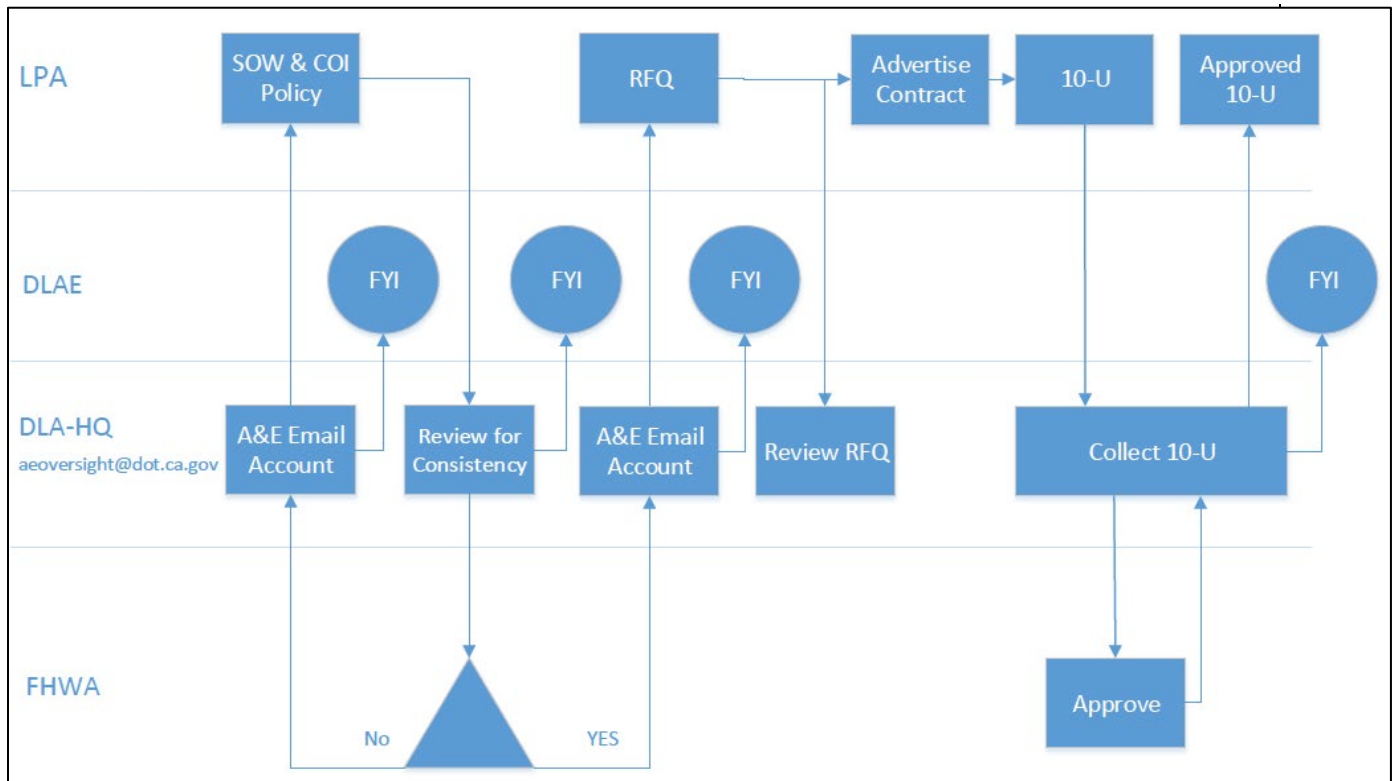 LPA
SOW & COI
Policy
RFQ
Advertise
Contract
10-U
Approved
10-U
DLAE
FYI
FYI
FYI
FYI
DLA-HQ
aeoversight@dot.ca.gov
A&E Email
Account
Review for
Consistency
A&E Email
Account
Review RFQ
Collect 10-U
FHWA
No
YES
Approve